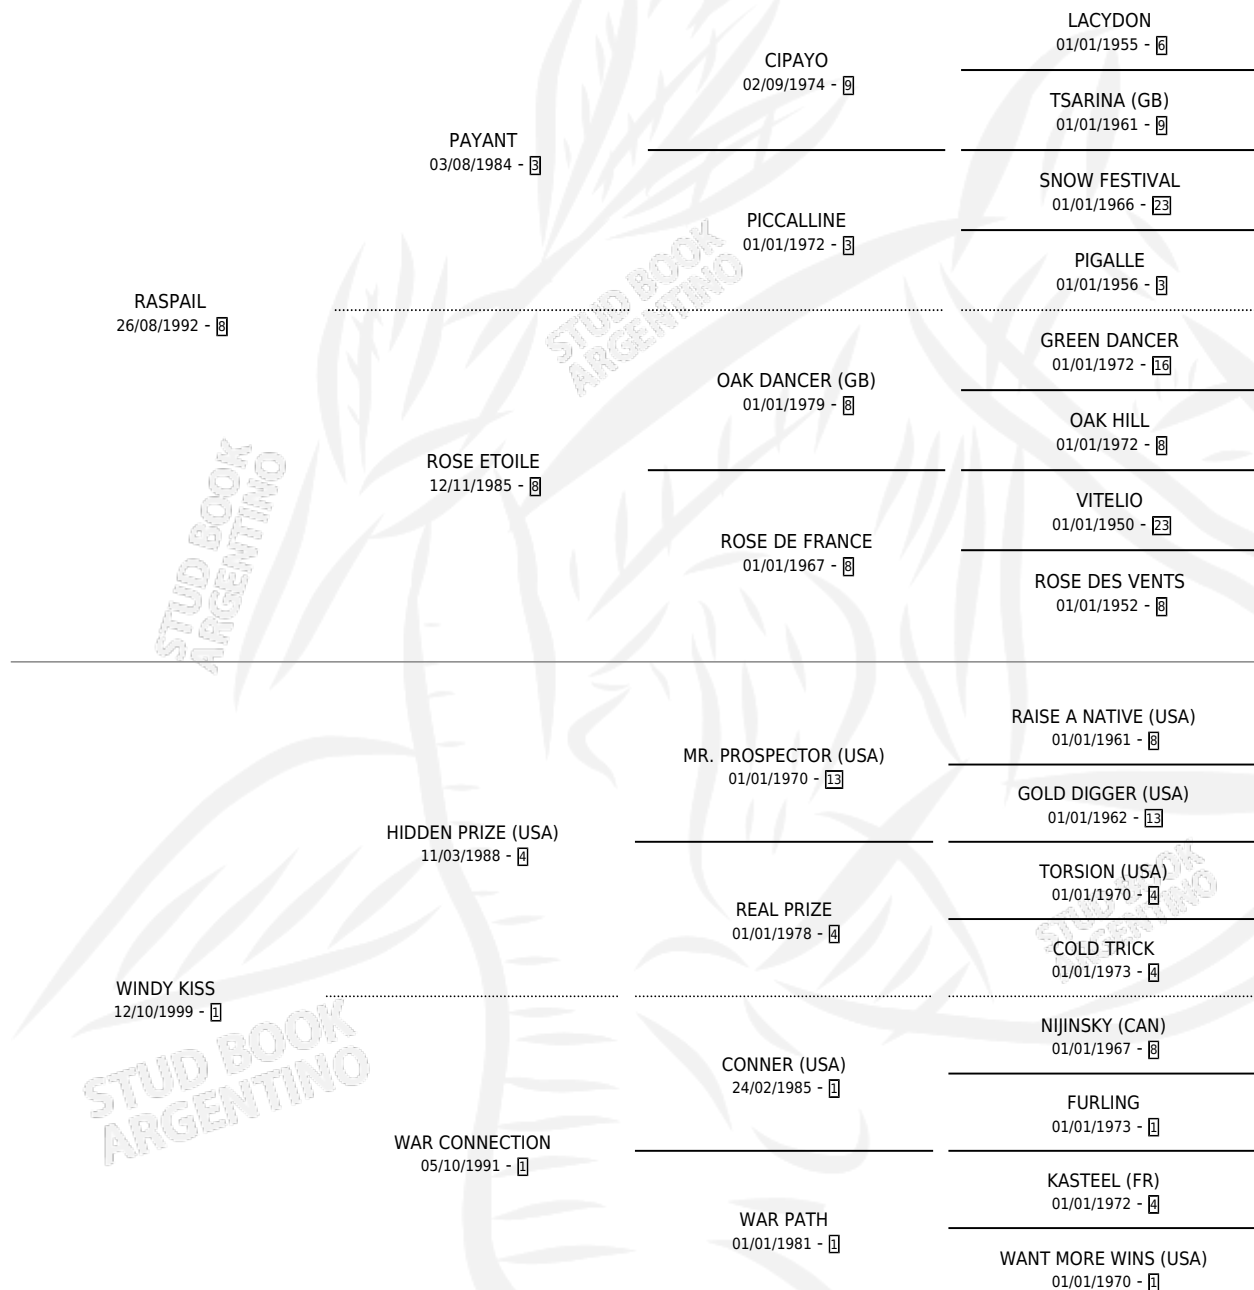 LACYDON
01/01/1955 - 6
CIPAYO
02/09/1974 - 9
TSARINA (GB)
01/01/1961 - 9
PAYANT
03/08/1984 - 3
SNOW FESTIVAL
01/01/1966 - 23
PICCALLINE
01/01/1972 - 3
PIGALLE
01/01/1956 - 3
RASPAIL
26/08/1992 - 8
GREEN DANCER
01/01/1972 - 16
OAK DANCER (GB)
01/01/1979 - 8
OAK HILL
01/01/1972 - 8
ROSE ETOILE
12/11/1985 - 8
VITELIO
01/01/1950 - 23
ROSE DE FRANCE
01/01/1967 - 8
ROSE DES VENTS
01/01/1952 - 8
RAISE A NATIVE (USA)
01/01/1961 - 8
MR. PROSPECTOR (USA)
01/01/1970 - 13
GOLD DIGGER (USA)
01/01/1962 - 13
HIDDEN PRIZE (USA)
11/03/1988 - 4
TORSION (USA)
01/01/1970 - 4
REAL PRIZE
01/01/1978 - 4
COLD TRICK
01/01/1973 - 4
WINDY KISS
12/10/1999 - 1
NIJINSKY (CAN)
01/01/1967 - 8
CONNER (USA)
24/02/1985 - 1
FURLING
01/01/1973 - 1
WAR CONNECTION
05/10/1991 - 1
KASTEEL (FR)
01/01/1972 - 4
WAR PATH
01/01/1981 - 1
WANT MORE WINS (USA)
01/01/1970 - 1
STUD BOOK
ARGENTINO
STUD BOOK
ARGENTINO
STUD BOOK
ARGENTINO
STUD BOOK
ARGENTINO